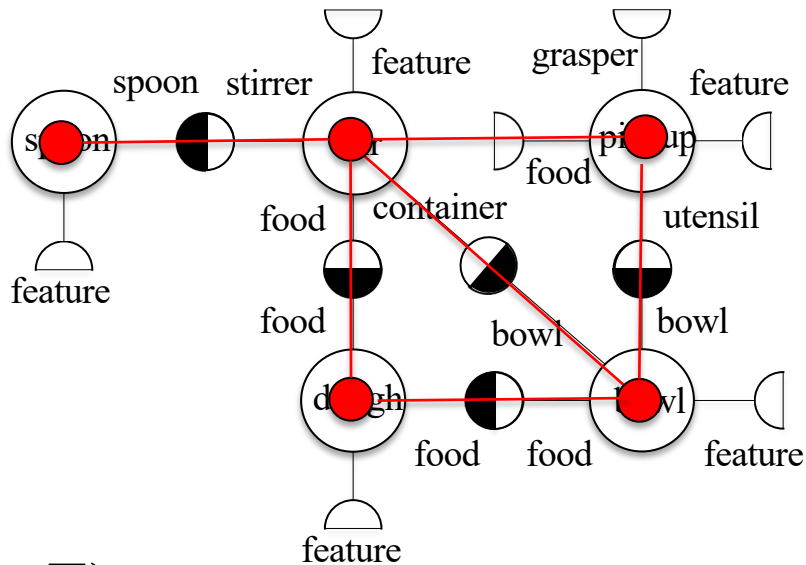 feature
grasper
spoon
stirrer
feature
food
container
food
utensil
feature
food
bowl
bowl
food
food
feature
feature